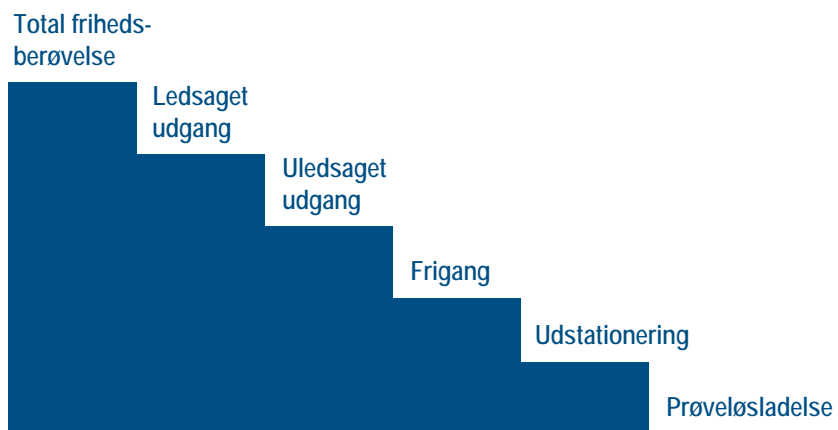 Total friheds-
berøvelse
Ledsaget
udgang
Uledsaget
udgang
Frigang
Udstationering
Prøveløsladelse